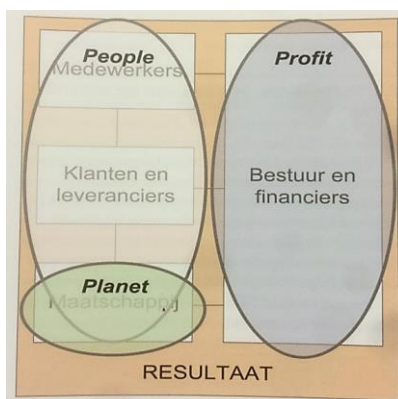 People
Medewerkers
Klanten en
leveranciers
Planet
Maatschappij
Profit
Bestuur en
financiers
RESULTAAT